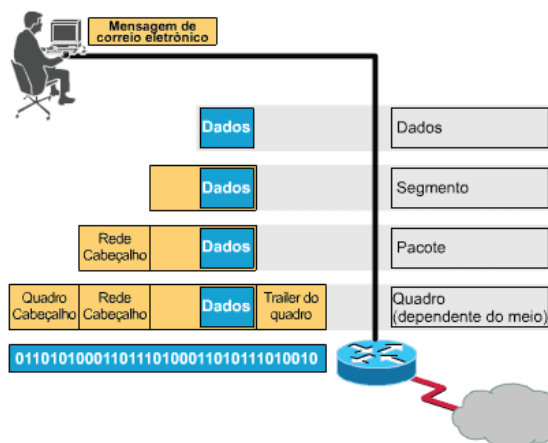 Mensagem de
correio eletrônico
Dados
Dados
Dados
Segmento
Rede
Cabeçalho
Dados
Pacote
Quadro
Cabeçalho
Rede
Cabeçalho
Dados
Trailer do
quadro
Quadro
(dependente do meio)
0110101000110111010001101011010010